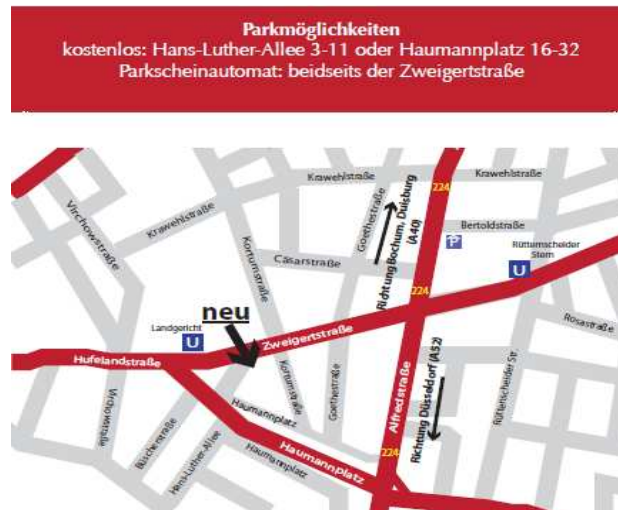 Parkmöglichkeiten
kostenlos: Hans-Luther-Allee 3-11 oder Haumannplatz 16-32
Parkscheinautomat: beidseits der Zweigertstraße
Krawehlstraße
Krawehlstraße
224
Virchowstraße
Krawehlstraße
Goethestraße
Richtung Bochum, Duisburg
(A40)
Bertoldstraße
P
Rüttenscheider
Stern
U
Kortumstraße
Cäsarstraße
224
neu
Landgericht
U
Zweigertstraße
Rosastraße
Hufelandstraße
Kortumstraße
Goethestraße
Alfredstraße
Richtung Düsseldorf (A52)
Rüttenscheider Str.
Virchowstraße
Haumannplatz
Büscherstraße
Hans-Luther-Allee
Haumannplatz
Haumannplatz
224